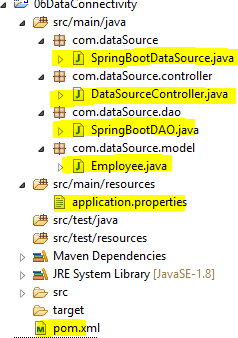 06DataConnectivity
src/main/java
com.dataSource
SpringBootDataSource.java
com.dataSource.controller
DataSourceController.java
com.dataSource.dao
SpringBootDAO.java
com.dataSource.model
Employee.java
src/main/resources
application.properties
src/test/java
src/test/resources
Maven Dependencies
JRE System Library [JavaSE-1.8]
src
target
pom.xml